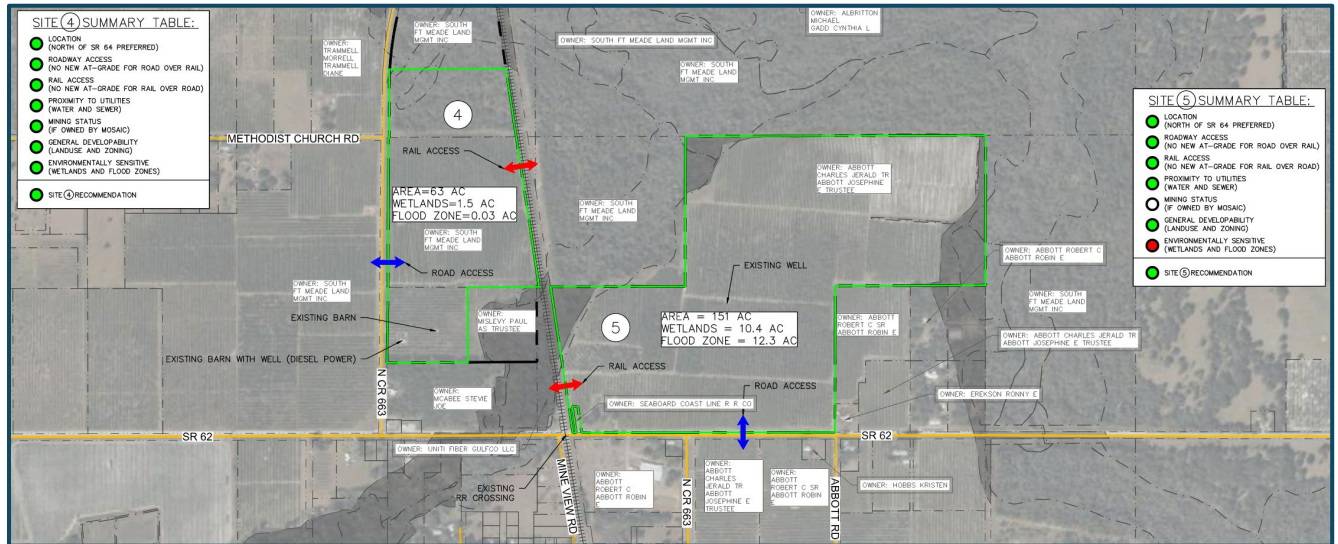 SITE 4 SUMMARY TABLE:
LOCATION
(NORTH OF SR 64 PREFERRED)
ROADWAY ACCESS
(NO NEW AT-GRADE FOR ROAD OVER RAIL)
RAIL ACCESS
(NO NEW AT-GRADE FOR RAIL OVER ROAD)
PROXIMITY TO UTILITIES
(WATER AND SEWER)
MINING STATUS
(IF OWNED BY MOSAIC)
GENERAL DEVELOPABILITY
(LANDUSE AND ZONING)
ENVIRONMENTALLY SENSITIVE
(WETLANDS AND FLOOD ZONES)
SITE 4 RECOMMENDATION
OWNER:
TRAMMELL
MORRELL
TRAMMELL
DIANE
OWNER: SOUTH
FT MEADE LAND
MGMT INC
OWNER: SOUTH FT MEADE LAND MGMT INC
OWNER: SOUTH
FT MEADE LAND
MGMT INC
OWNER: ALBRITTON
MICHAEL
GADD CYNTHIA L
SITE 5 SUMMARY TABLE:
LOCATION
(NORTH OF SR 64 PREFERRED)
ROADWAY ACCESS
(NO NEW AT-GRADE FOR ROAD OVER RAIL)
RAIL ACCESS
(NO NEW AT-GRADE FOR RAIL OVER ROAD)
PROXIMITY TO UTILITIES
(WATER AND SEWER)
MINING STATUS
(IF OWNED BY MOSAIC)
GENERAL DEVELOPABILITY
(LANDUSE AND ZONING)
ENVIRONMENTALLY SENSITIVE
(WETLANDS AND FLOOD ZONES)
SITE 5 RECOMMENDATION
METHODIST CHURCH RD
4
RAIL ACCESS
AREA=63 AC
WETLANDS=1.5 AC
FLOOD ZONE=0.03 AC
OWNER: SOUTH
FT MEADE LAND
MGMT INC
ROAD ACCESS
OWNER: SOUTH
FT MEADE LAND
MGMT INC
EXISTING BARN
EXISTING BARN WITH WELL (DIESEL POWER)
OWNER:
MISLEVY PAUL
AS TRUSTEE
OWNER:
MCABEE STEVIE
JOE
N CR 663
OWNER: SOUTH
FT MEADE LAND
MGMT INC
OWNER: ABBOTT
CHARLES JERALD TR
ABBOTT JOSEPHINE
E TRUSTEE
EXISTING WELL
5
AREA = 151 AC
WETLANDS = 10.4 AC
FLOOD ZONE = 12.3 AC
RAIL ACCESS
ROAD ACCESS
OWNER: SEABOARD COAST LINE R R CO
OWNER: ABBOTT
ROBERT C SR
ABBOTT ROBIN E
OWNER: ABBOTT ROBERT C
ABBOTT ROBIN E
OWNER: SOUTH
FT MEADE LAND
MGMT INC
OWNER: ABBOTT CHARLES JERALD TR
ABBOTT JOSEPHINE E TRUSTEE
OWNER: EREKSON RONNY E
SR 62
SR 62
OWNER: UNITI FIBER GULFCO LLC
EXISTING
RR CROSSING
MINE VIEW RD
OWNER:
ABBOTT
ROBERT C
ABBOTT ROBIN
E
N CR 663
OWNER:
ABBOTT
CHARLES
JERALD TR
ABBOTT
JOSEPHINE E
TRUSTEE
OWNER:
ABBOTT
ROBERT C SR
ABBOTT ROBIN
E
ABBOTT RD
OWNER: HOBBS KRISTEN